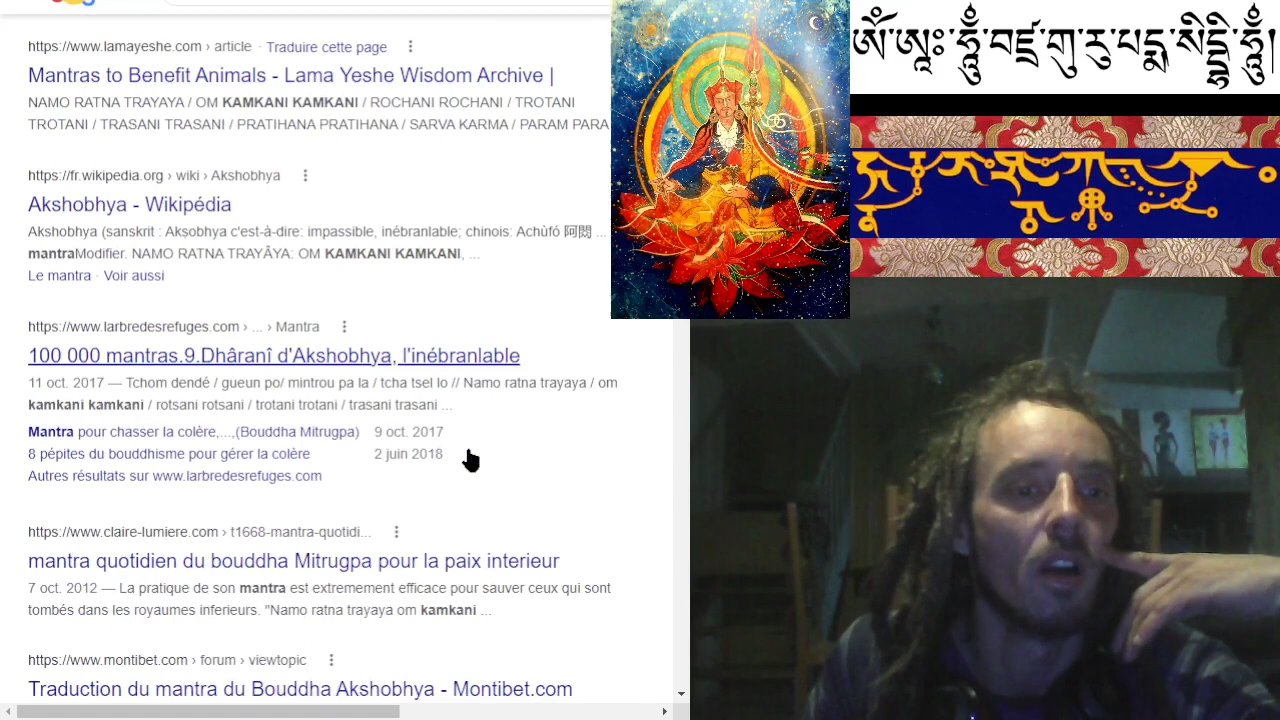 https://www.lamayeshe.com › article · Traduire cette page
Mantras to Benefit Animals - Lama Yeshe Wisdom Archive |
NAMO RATNA TRAYAYA / OM KAMKANI KAMKANI / ROCHANI ROCHANI / TROTANI
TROTANI / TRASANI TRASANI / PRATIHANA PRATIHANA / SARVA KARMA / PARAM PARA
https://fr.wikipedia.org › wiki › Akshobhya
Akshobhya - Wikipédia
Akshobhya (sanskrit : Akṣobhya c'est-à-dire: impassible, inébranlable; chinois: Achùfó 阿閦 ...
mantraModifier. NAMO RATNA TRAYÂYA: OM KAMKANI KAMKANI, ...
Le mantra · Voir aussi
https://www.larbredesrefuges.com › ... › Mantra
100 000 mantras.9.Dhâranî d'Akshobhya, l'inébranlable
11 oct. 2017 — Tchom dendé / gueun po/ mintrou pa la / tcha tsel lo // Namo ratna trayaya / om
kamkani kamkani / rotsani rotsani / trotani trotani / trasani trasani ...
Mantra pour chasser la colère,...,(Bouddha Mitrugpa) 9 oct. 2017
8 pépites du bouddhisme pour gérer la colère 2 juin 2018
Autres résultats sur www.larbredesrefuges.com
https://www.claire-lumiere.com › t1668-mantra-quotidi...
mantra quotidien du bouddha Mitrugpa pour la paix interieur
7 oct. 2012 — La pratique de son mantra est extremement efficace pour sauver ceux qui sont
tombés dans les royaumes inferieurs. "Namo ratna trayaya om kamkani ...
https://www.montibet.com › forum › viewtopic
Traduction du mantra du Bouddha Akshobhya - Montibet.com
ༀ་ཨཱཿ་ཧཱུྃ་བཛྲ་གུ་རུ་པདྨ་སིདྡྷི་ཧཱུྃ།